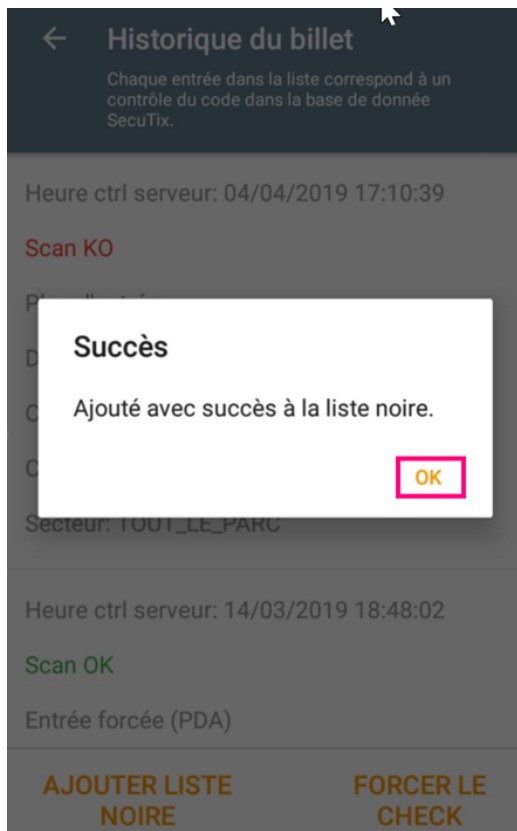 Historique du billet
Chaque entrée dans la liste correspond à un
contrôle du code dans la base de donnée
SecuTix.
Heure ctrl serveur: 04/04/2019 17:10:39
Scan KO
Succès
Ajouté avec succès à la liste noire.
OK
Secteur: TOUT_LE_PARC
Heure ctrl serveur: 14/03/2019 18:48:02
Scan OK
Entrée forcée (PDA)
AJOUTER LISTE
NOIRE
FORCER LE
CHECK